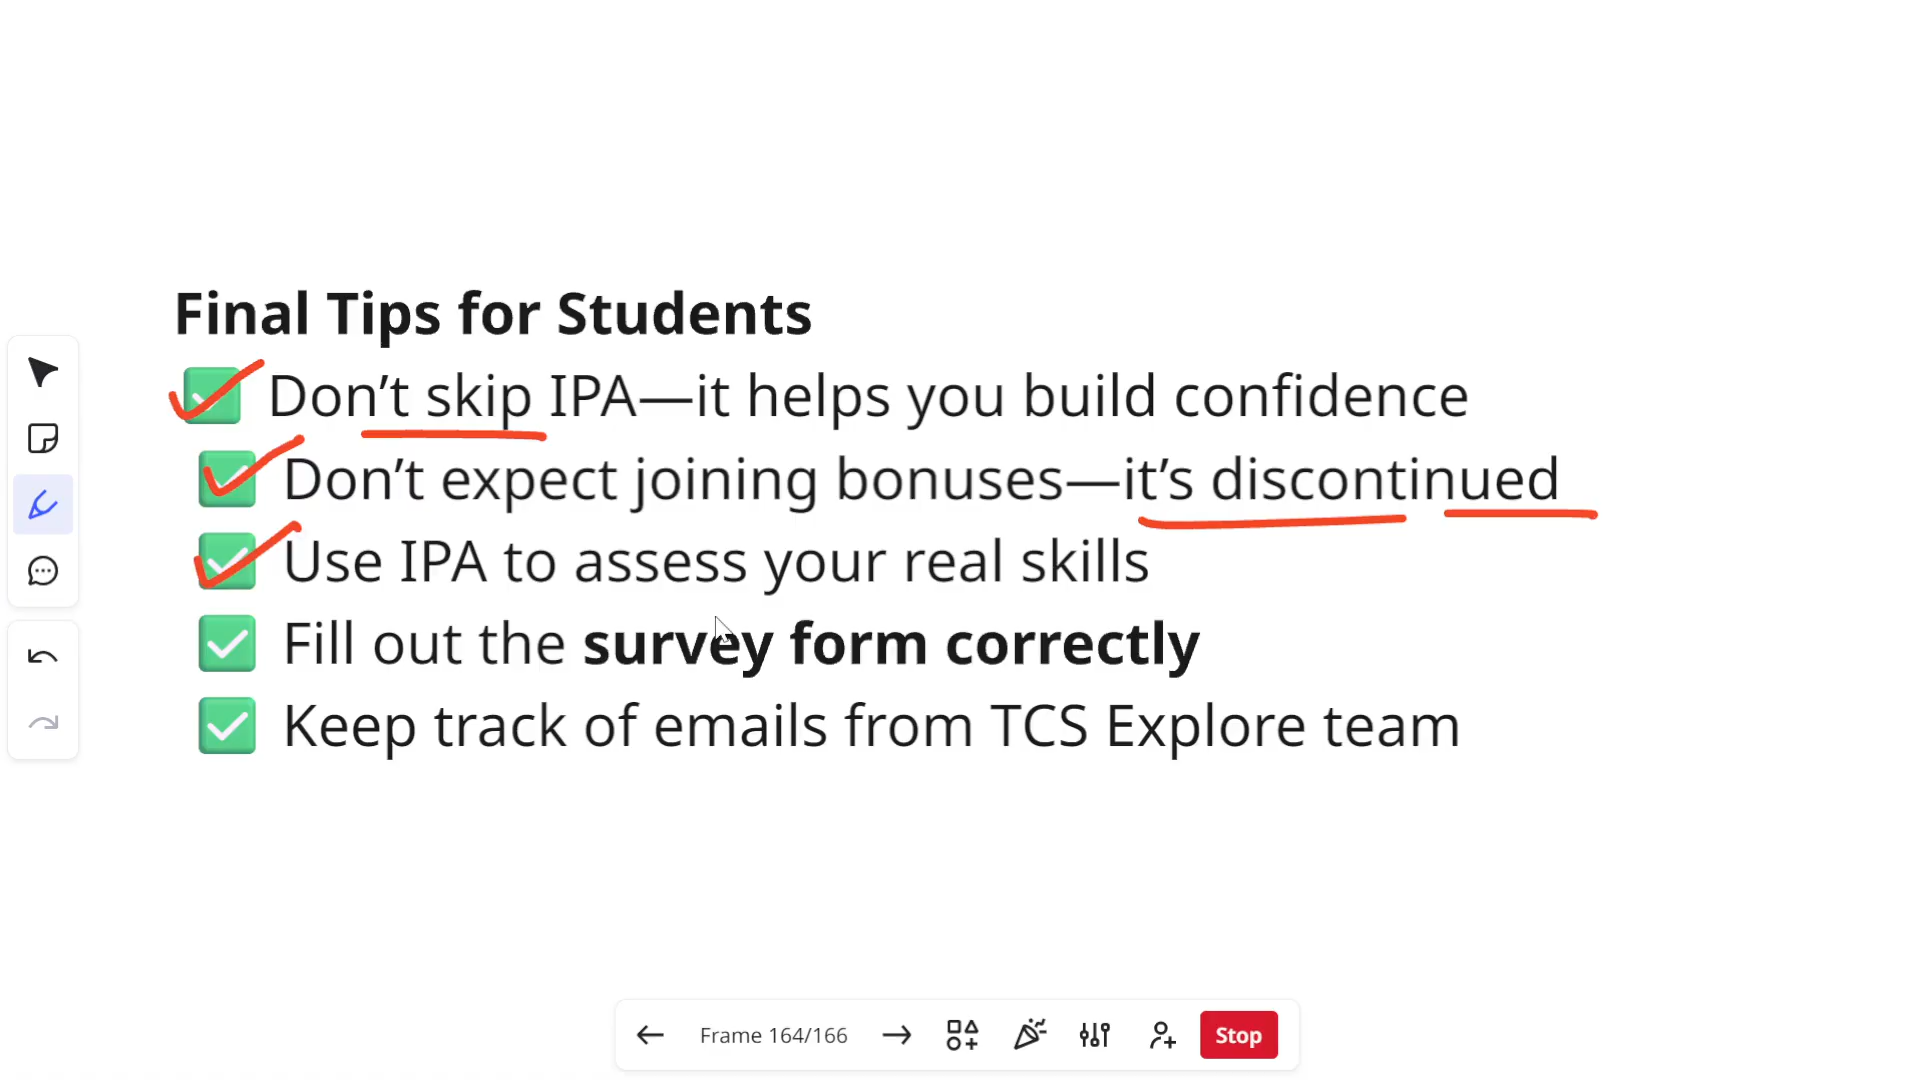 Final Tips for Students
Don’t skip IPA—it helps you build confidence
Don’t expect joining bonuses—it’s discontinued
Use IPA to assess your real skills
Fill out the survey form correctly
Keep track of emails from TCS Explore team
Frame 164/166
Stop